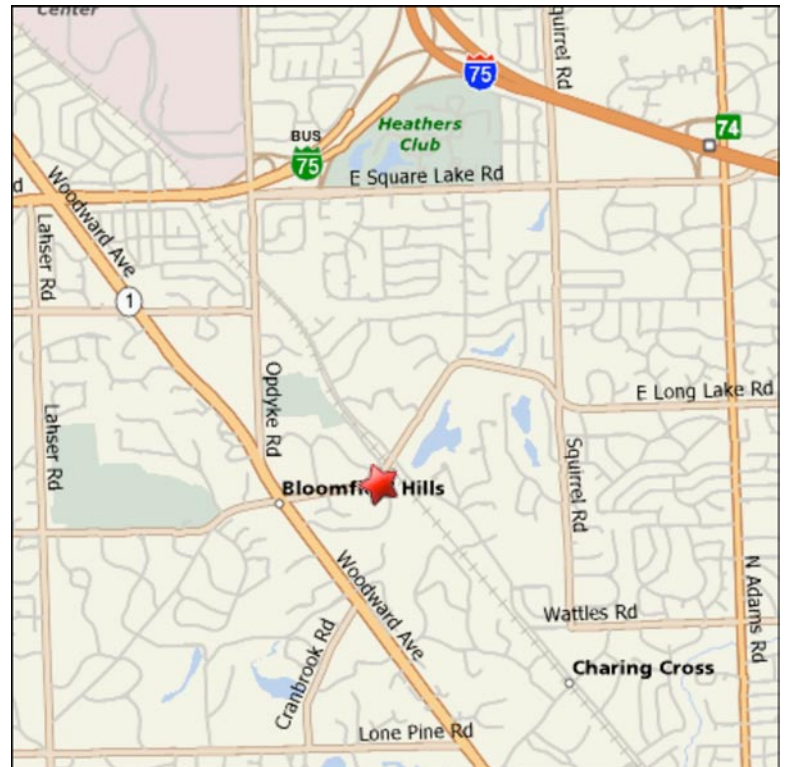 Center
quirrel Rd
75
74
BUS
75
Heathers
Club
E Square Lake Rd
d
Woodward Ave
Lahser Rd
1
Opdyke Rd
E Long Lake Rd
Lahser Rd
Squirrel Rd
Hills
Woodward Ave
N Adams Rd
Wattles Rd
Cranbrook Rd
Charing Cross
Lone Pine Rd